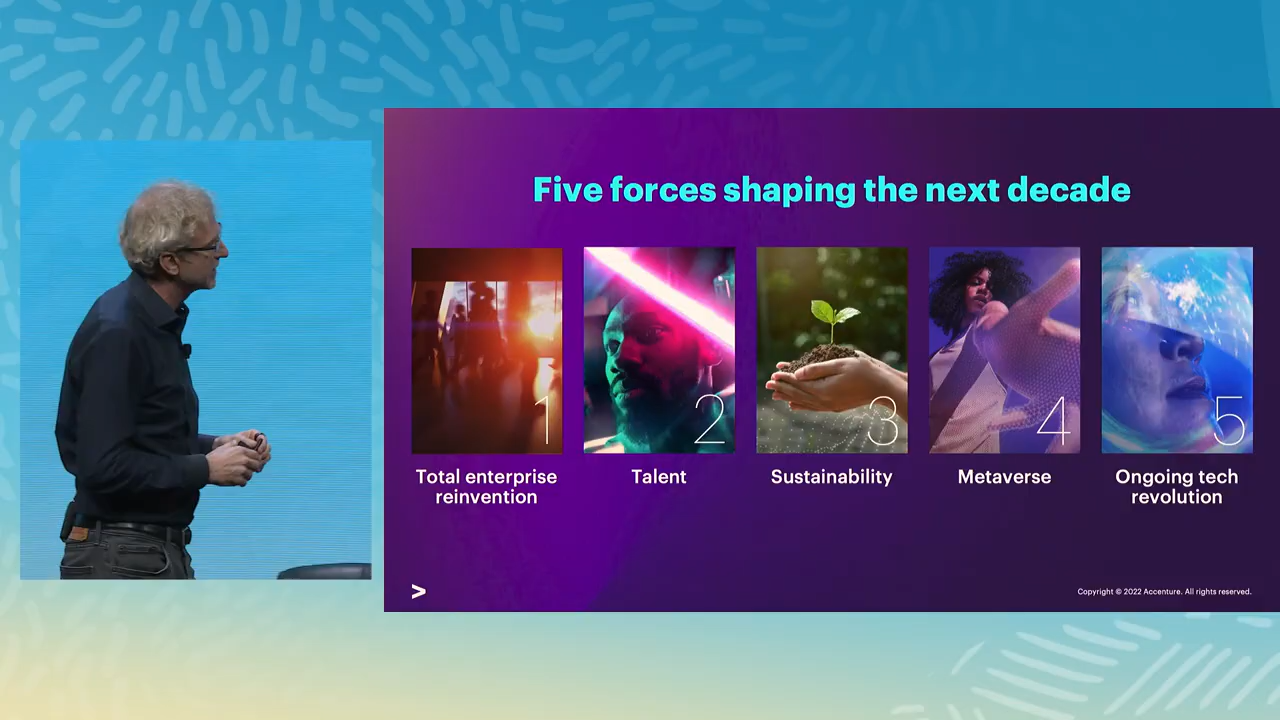 Five forces shaping the next decade
1
2
3
4
5
Total enterprise
reinvention
Talent
Sustainability
Metaverse
Ongoing tech
revolution
>
Copyright © 2022 Accenture. All rights reserved.